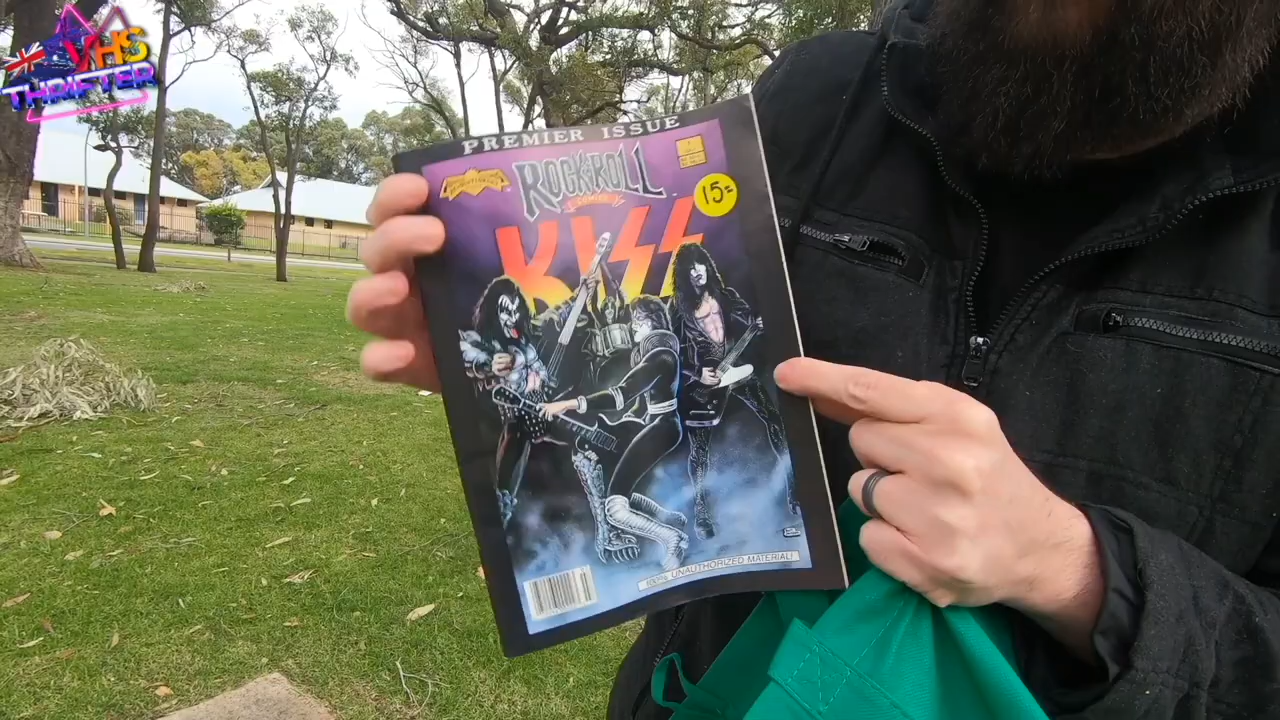 VHS
THRIFTER
PREMIER ISSUE
ROCK N ROLL
COMICS
15=
KISS
100% UNAUTHORIZED MATERIAL!